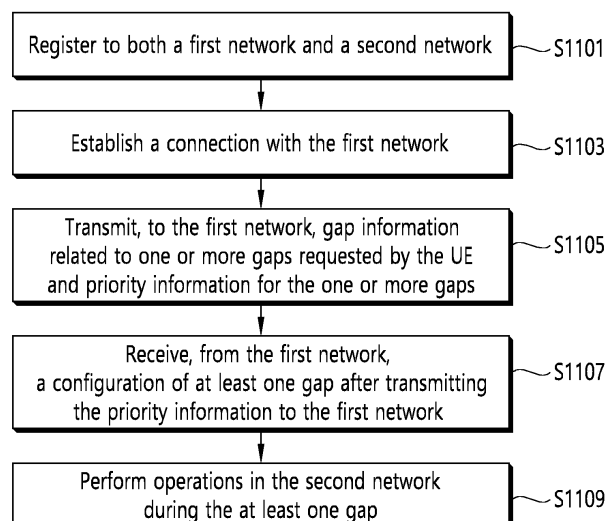 Register to both a first network and a second network
S1101
Establish a connection with the first network
S1103
Transmit, to the first network, gap information
related to one or more gaps requested by the UE
and priority information for the one or more gaps
S1105
Receive, from the first network,
a configuration of at least one gap after transmitting
the priority information to the first network
S1107
Perform operations in the second network
during the at least one gap
S1109